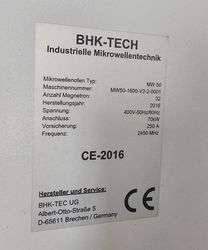 BHK-TECH
Industrielle Mikrowellentechnik
Mikrowellenofen Typ: MW 50
Maschinennummer: MW50-1600-V2-2-0001
Anzahl Magnetron: 32
Herstellungsjahr: 2016
Spannung: 400V-50Hz/60Hz
Anschluss: 70kW
Vorsicherung: 250 A
Frequenz: 2450 MHz
CE-2016
Hersteller und Service:
BHK-TEC UG
Albert-Otto-Straße 5
D-65611 Brechen / Germany
CE